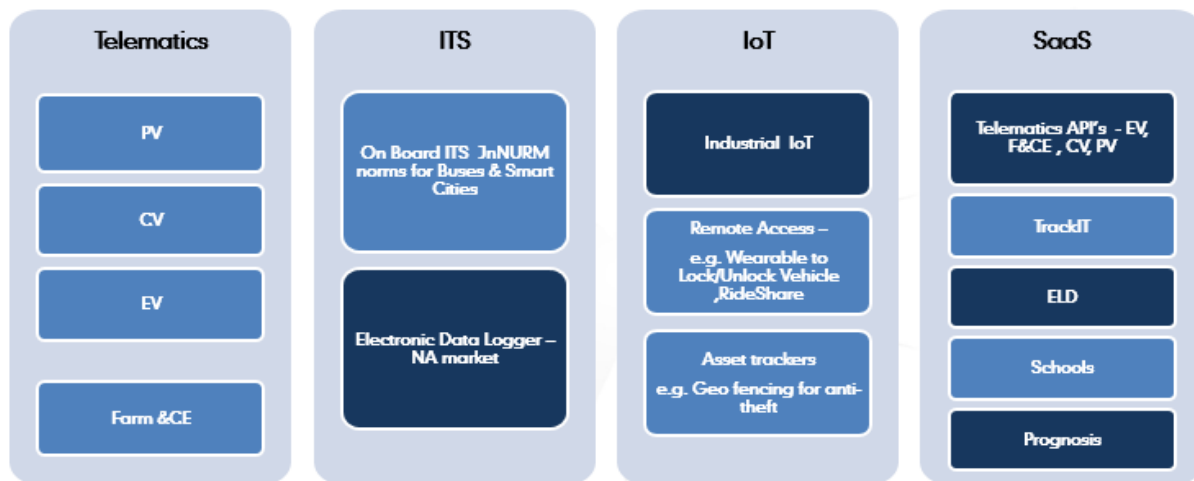 Telematics
PV
CV
EV
Farm &CE
ITS
On Board ITS JnNURM
norms for Buses & Smart
Cities
Electronic Data Logger –
NA market
IoT
Industrial IoT
Remote Access –
e.g. Wearable to
Lock/Unlock Vehicle
,RideShare
Asset trackers
e.g. Geo fencing for anti-
theft
SaaS
Telematics API's - EV,
F&CE , CV, PV
TrackIT
ELD
Schools
Prognosis